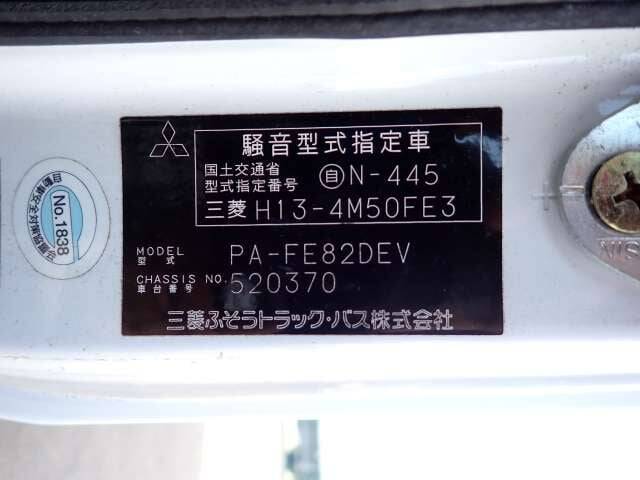 騒音型式指定車
国土交通省
型式指定番号 自N-445
三菱 H13-4M50FE3
MODEL
型式 PA-FE82DEV
CHASSIS NO.
車台番号 520370
三菱ふそうトラック・バス株式会社
No.1838
NIS